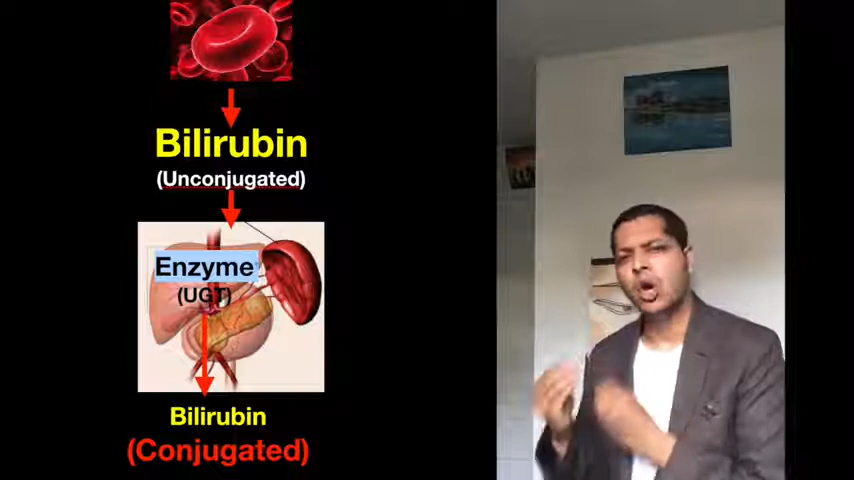 Bilirubin
(Unconjugated)
Enzyme
(UGT)
Bilirubin
(Conjugated)